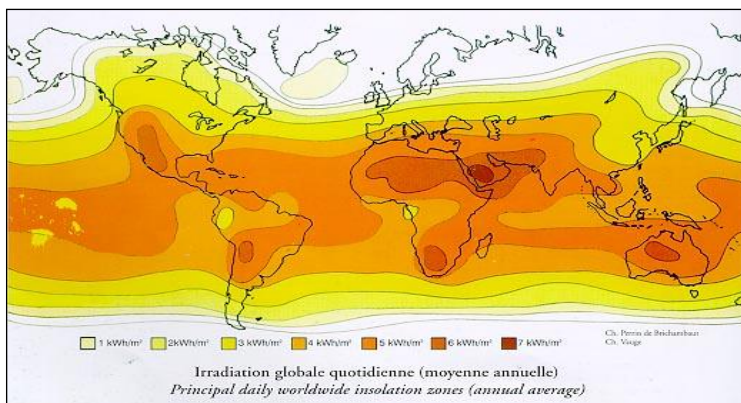 Ch. Perrin de Brichambaut
Ch. Vauge
1 kWh/m² 2kWh/m² 3 kWh/m² 4 kWh/m² 5 kWh/m² 6 kWh/m² 7 kWh/m²
Irradiation globale quotidienne (moyenne annuelle)
Principal daily worldwide insolation zones (annual average)